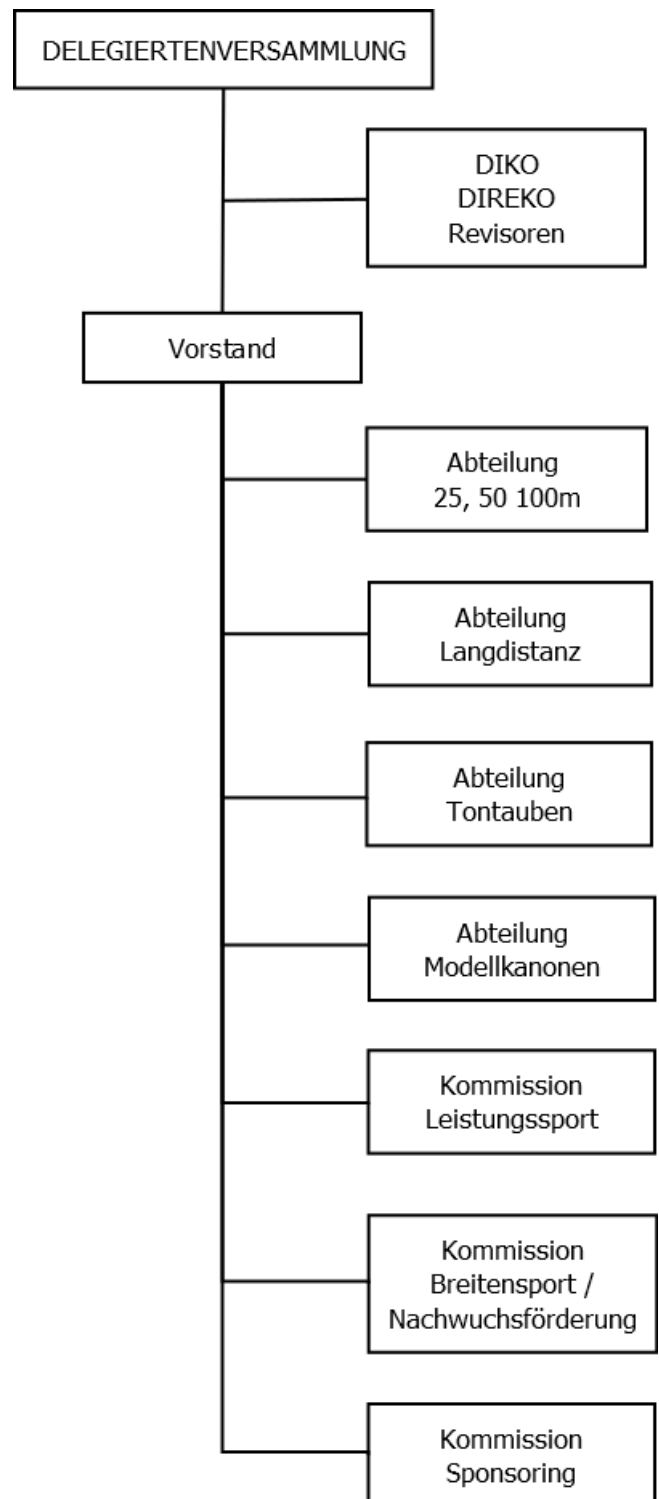 DELEGIERTENVERSAMMLUNG
DIKO
DIREKO
Revisoren
Vorstand
Abteilung
25, 50 100m
Abteilung
Langdistanz
Abteilung
Tontauben
Abteilung
Modellkanonen
Kommission
Leistungssport
Kommission
Breitensport /
Nachwuchsförderung
Kommission
Sponsoring